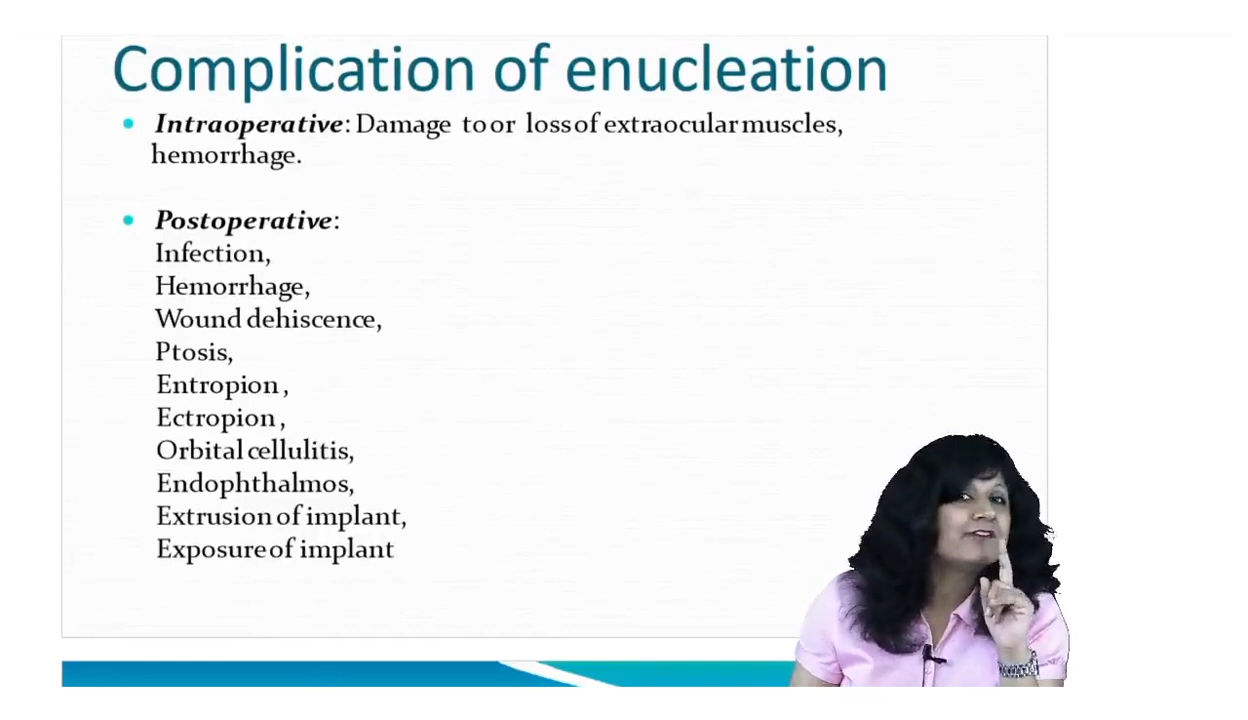 Complication of enucleation
• Intraoperative: Damage to or loss of extraocular muscles,
hemorrhage.
• Postoperative:
Infection,
Hemorrhage,
Wound dehiscence,
Ptosis,
Entropion ,
Ectropion ,
Orbital cellulitis,
Endophthalmos,
Extrusion of implant,
Exposure of implant